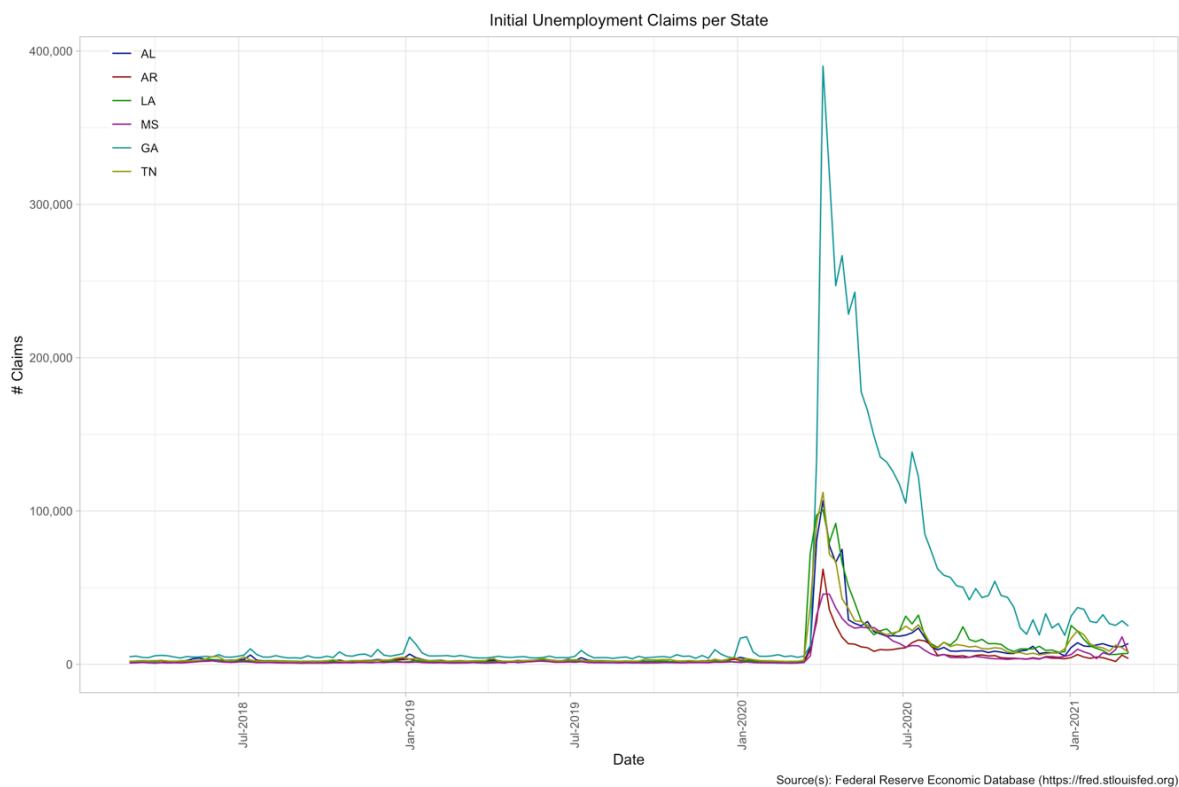 Initial Unemployment Claims per State
400,000
300,000
200,000
100,000
0
# Claims
AL
AR
LA
MS
GA
TN
Jul-2018
Jan-2019
Jul-2019
Jan-2020
Jul-2020
Jan-2021
Date
Source(s): Federal Reserve Economic Database (https://fred.stlouisfed.org)